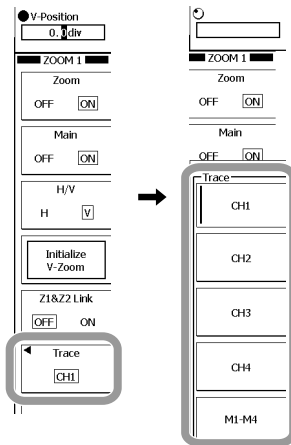 V-Position
0.0div
ZOOM 1
Zoom
OFF ON
Main
OFF ON
H/V
H V
Initialize
V-Zoom
Z1&Z2 Link
OFF ON
Trace
CH1
ZOOM 1
Zoom
OFF ON
Main
OFF ON
Trace
CH1
CH2
CH3
CH4
M1-M4